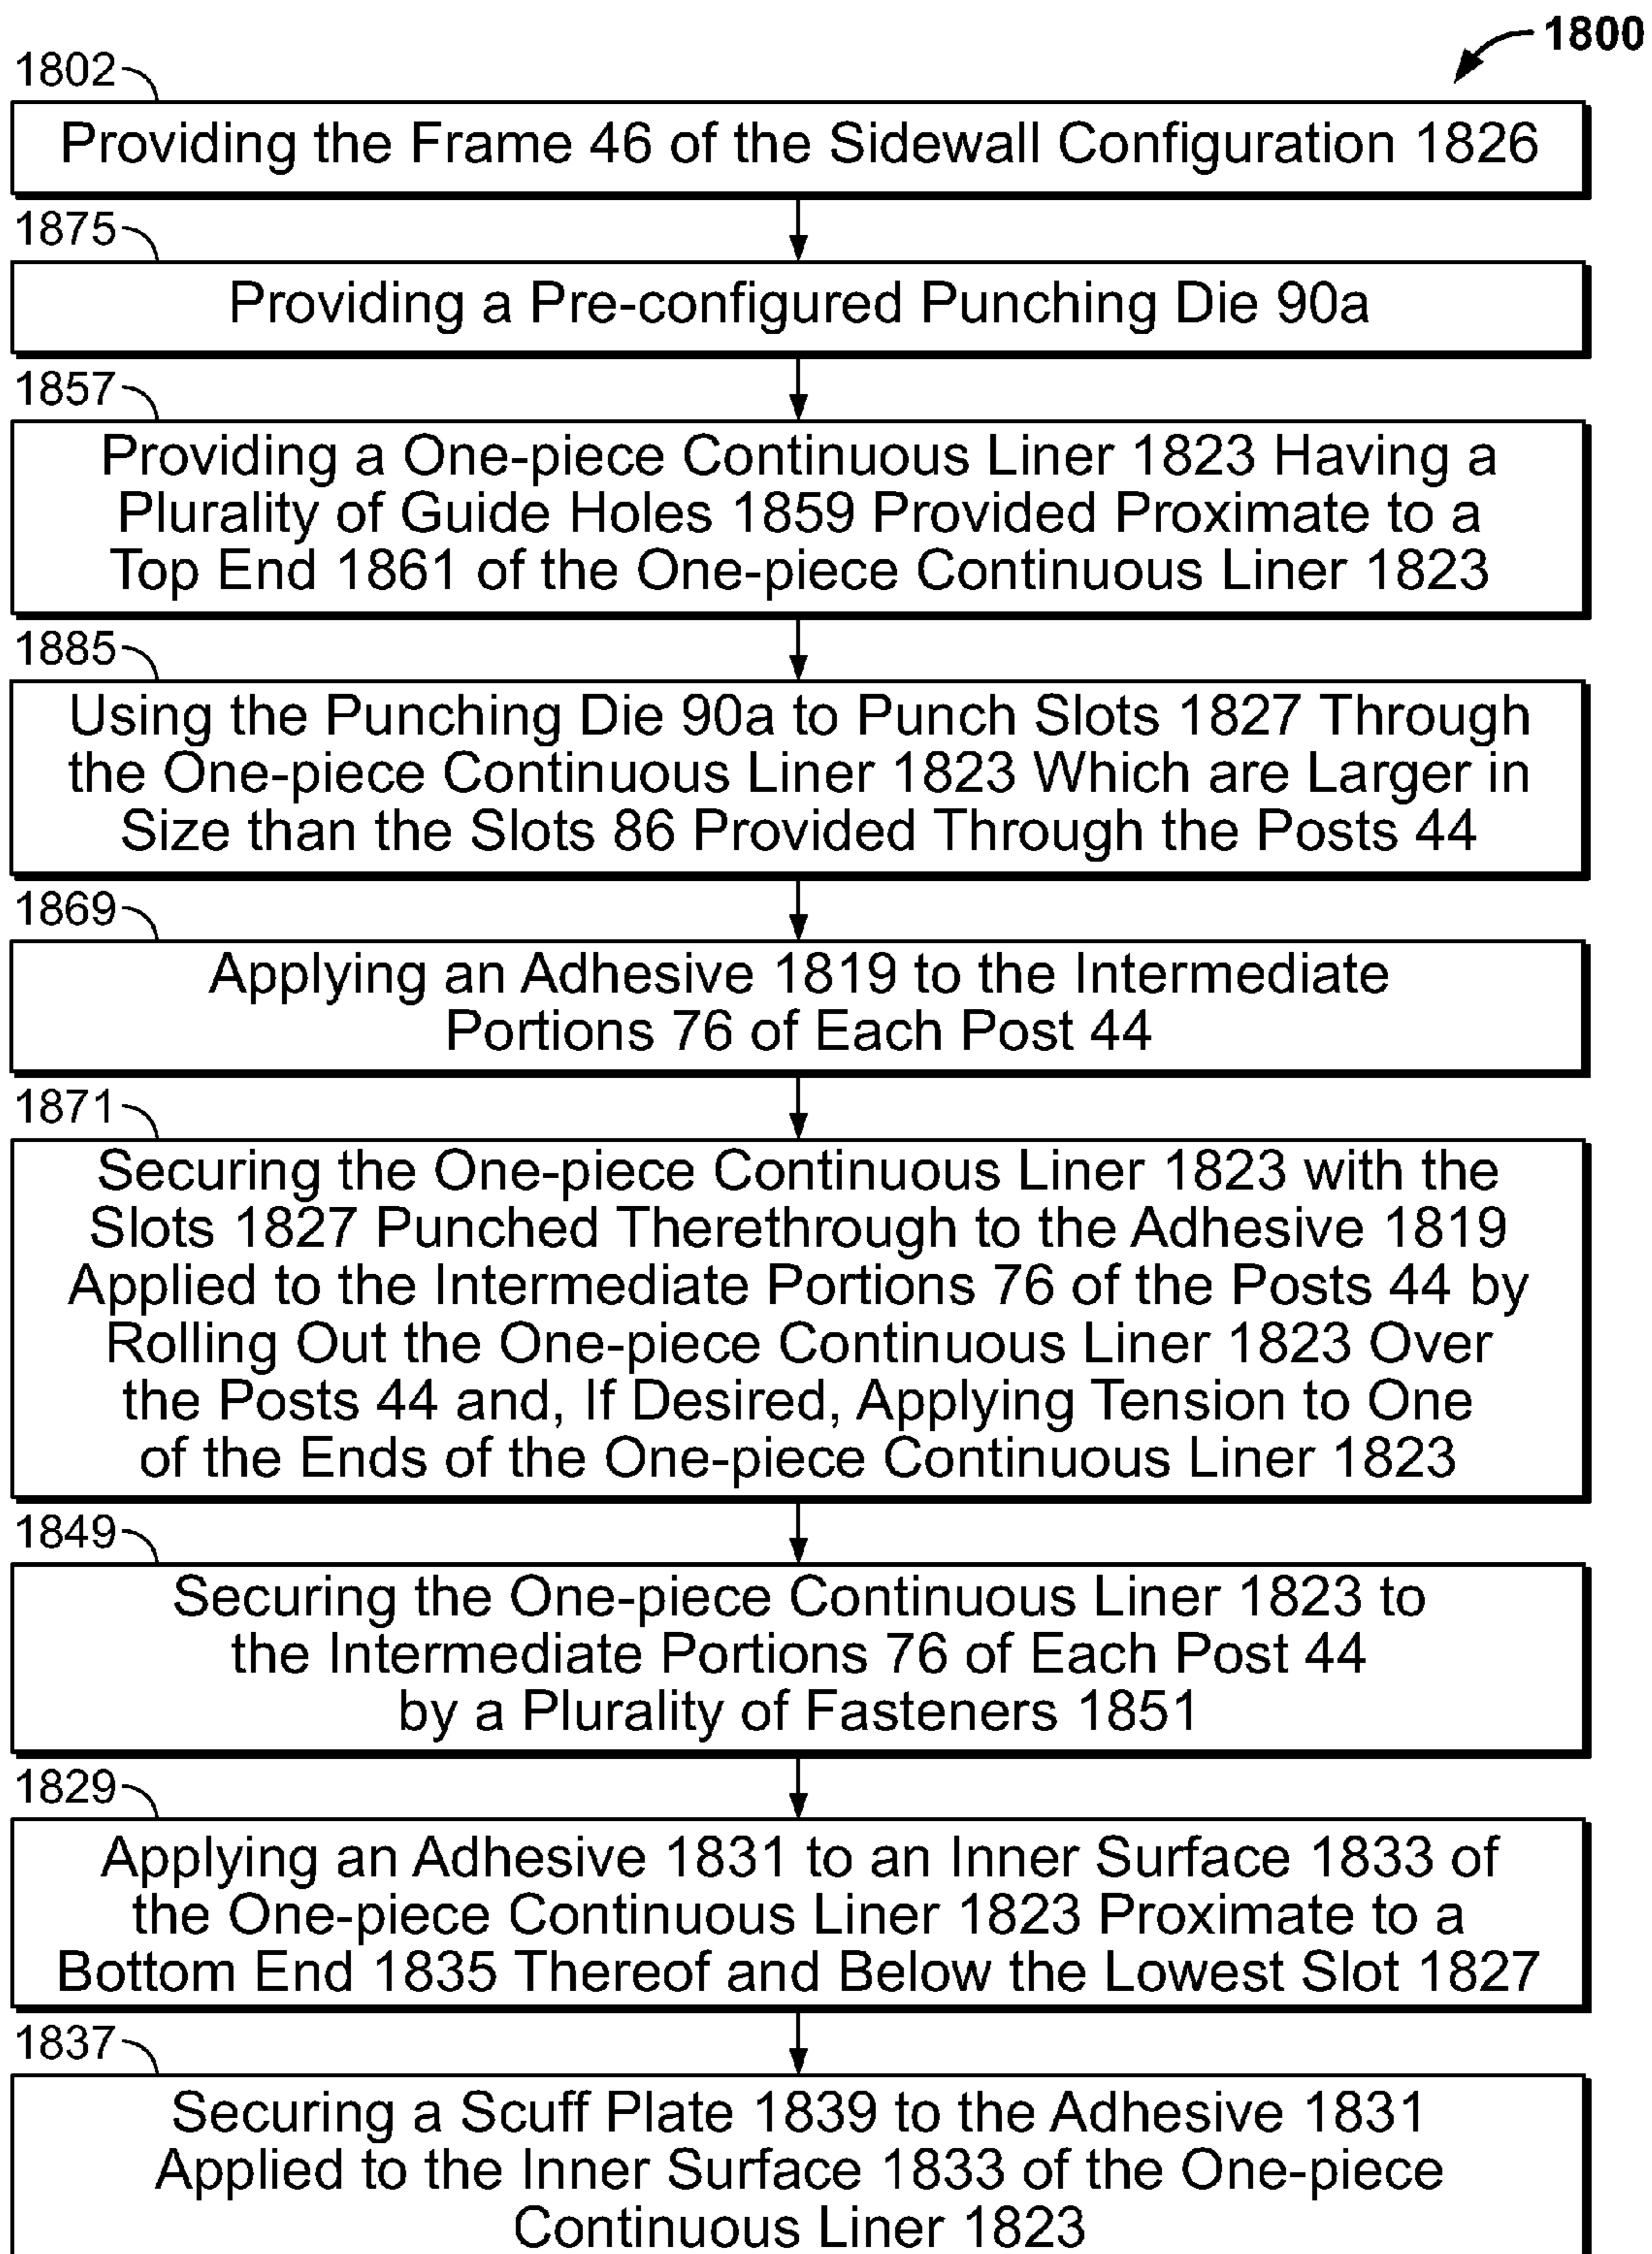 1800
1802
Providing the Frame 46 of the Sidewall Configuration 1826
1875
Providing a Pre-configured Punching Die 90a
1857
Providing a One-piece Continuous Liner 1823 Having a
Plurality of Guide Holes 1859 Provided Proximate to a
Top End 1861 of the One-piece Continuous Liner 1823
1885
Using the Punching Die 90a to Punch Slots 1827 Through
the One-piece Continuous Liner 1823 Which are Larger in
Size than the Slots 86 Provided Through the Posts 44
1869
Applying an Adhesive 1819 to the Intermediate
Portions 76 of Each Post 44
1871
Securing the One-piece Continuous Liner 1823 with the
Slots 1827 Punched Therethrough to the Adhesive 1819
Applied to the Intermediate Portions 76 of the Posts 44 by
Rolling Out the One-piece Continuous Liner 1823 Over
the Posts 44 and, If Desired, Applying Tension to One
of the Ends of the One-piece Continuous Liner 1823
1849
Securing the One-piece Continuous Liner 1823 to
the Intermediate Portions 76 of Each Post 44
by a Plurality of Fasteners 1851
1829
Applying an Adhesive 1831 to an Inner Surface 1833 of
the One-piece Continuous Liner 1823 Proximate to a
Bottom End 1835 Thereof and Below the Lowest Slot 1827
1837
Securing a Scuff Plate 1839 to the Adhesive 1831
Applied to the Inner Surface 1833 of the One-piece
Continuous Liner 1823